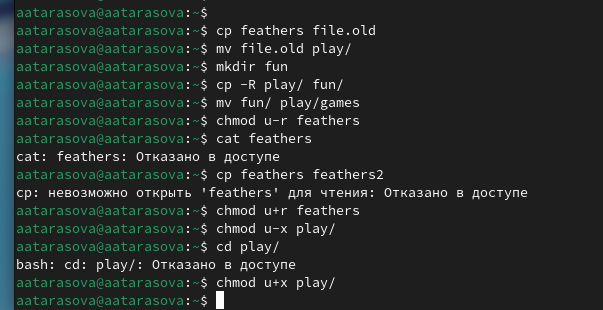 aatarasova@aatarasova:~$
aatarasova@aatarasova:~$ cp feathers file.old
aatarasova@aatarasova:~$ mv file.old play/
aatarasova@aatarasova:~$ mkdir fun
aatarasova@aatarasova:~$ cp -R play/ fun/
aatarasova@aatarasova:~$ mv fun/ play/games
aatarasova@aatarasova:~$ chmod u-r feathers
aatarasova@aatarasova:~$ cat feathers
cat: feathers: Отказано в доступе
aatarasova@aatarasova:~$ cp feathers feathers2
cp: невозможно открыть 'feathers' для чтения: Отказано в доступе
aatarasova@aatarasova:~$ chmod u+r feathers
aatarasova@aatarasova:~$ chmod u-x play/
aatarasova@aatarasova:~$ cd play/
bash: cd: play/: Отказано в доступе
aatarasova@aatarasova:~$ chmod u+x play/
aatarasova@aatarasova:~$